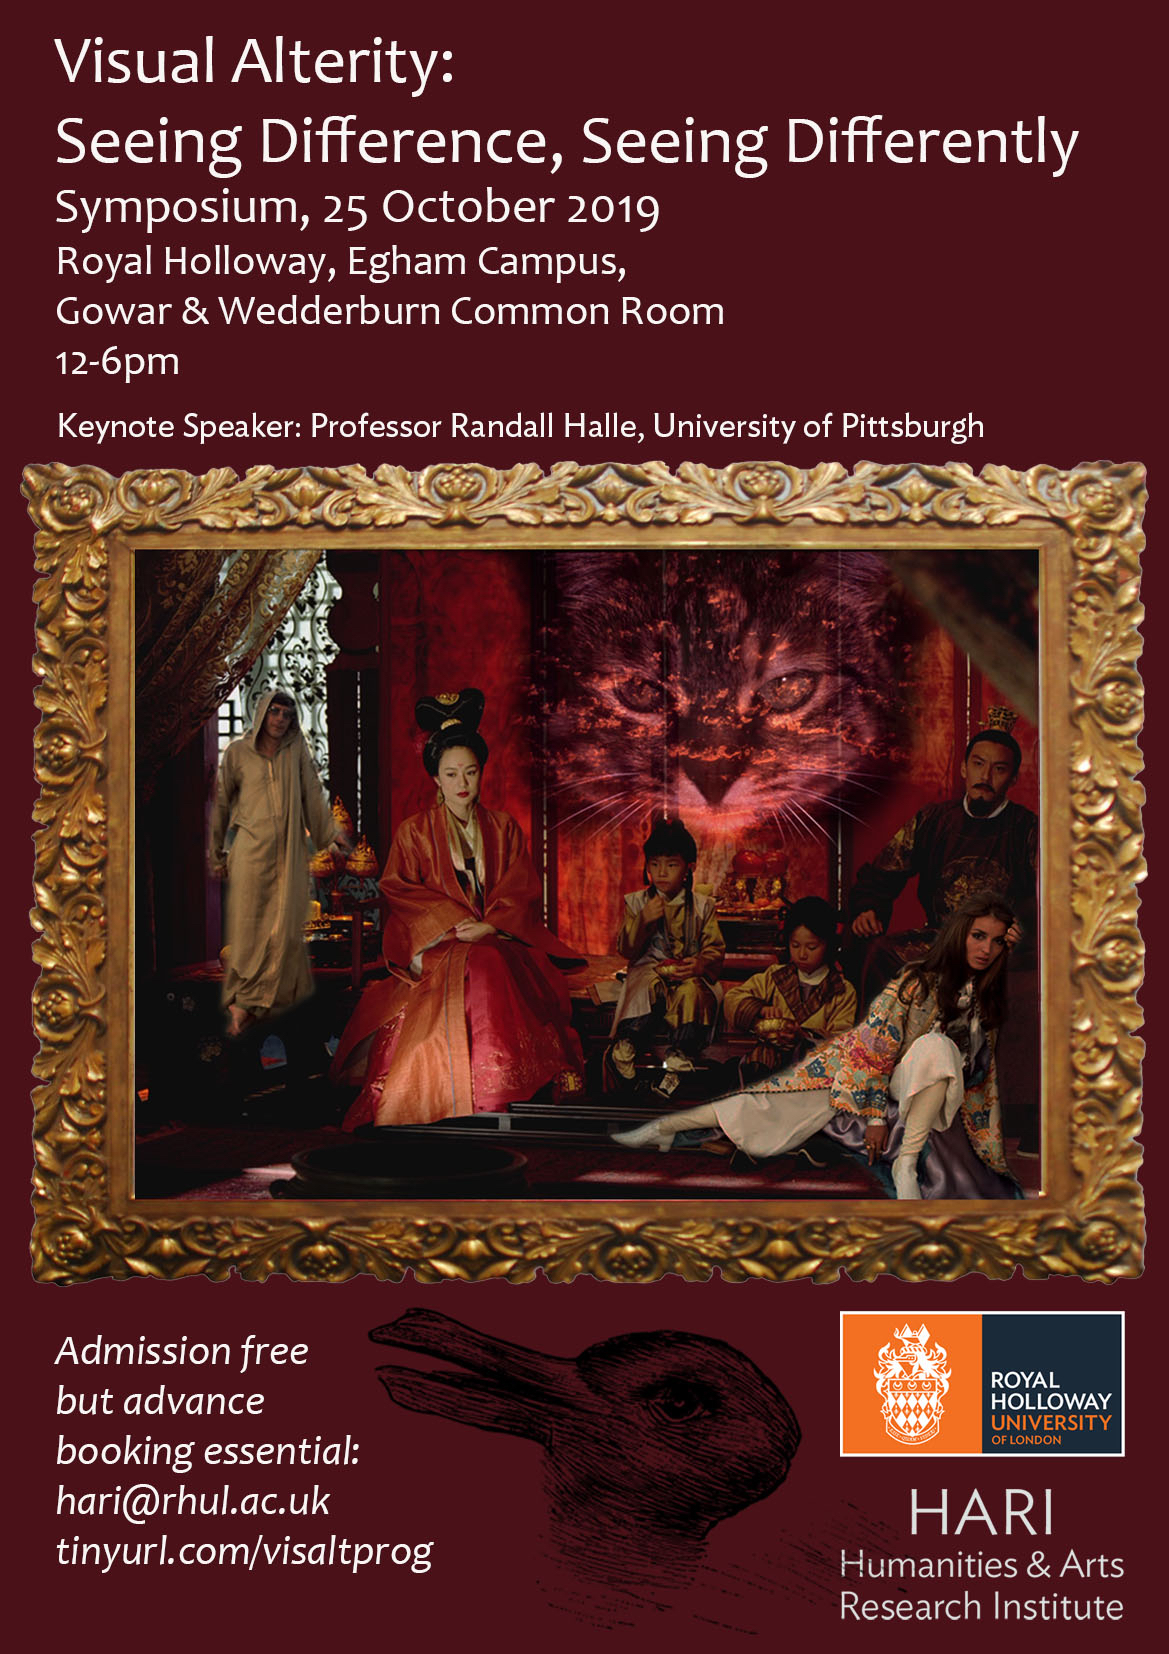 Visual Alterity:
Seeing Difference, Seeing Differently
Symposium, 25 October 2019
Royal Holloway, Egham Campus,
Gowar & Wedderburn Common Room
12-6pm
Keynote Speaker: Professor Randall Halle, University of Pittsburgh
Admission free
but advance
booking essential:
hari@rhul.ac.uk
tinyurl.com/visaltprog
ROYAL
HOLLOWAY
UNIVERSITY
OF LONDON
HARI
Humanities & Arts
Research Institute